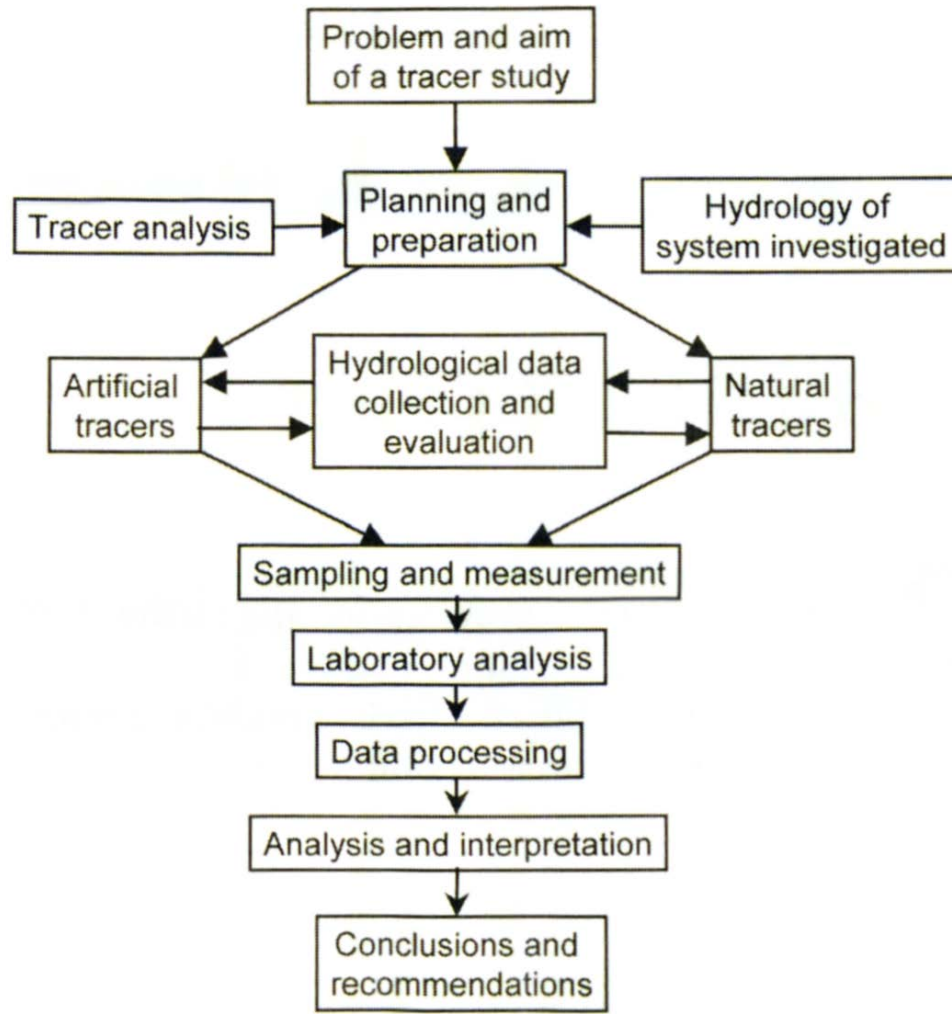 Problem and aim
of a tracer study
Tracer analysis
Planning and
preparation
Hydrology of
system investigated
Artificial
tracers
Hydrological data
collection and
evaluation
Natural
tracers
Sampling and measurement
Laboratory analysis
Data processing
Analysis and interpretation
Conclusions and
recommendations